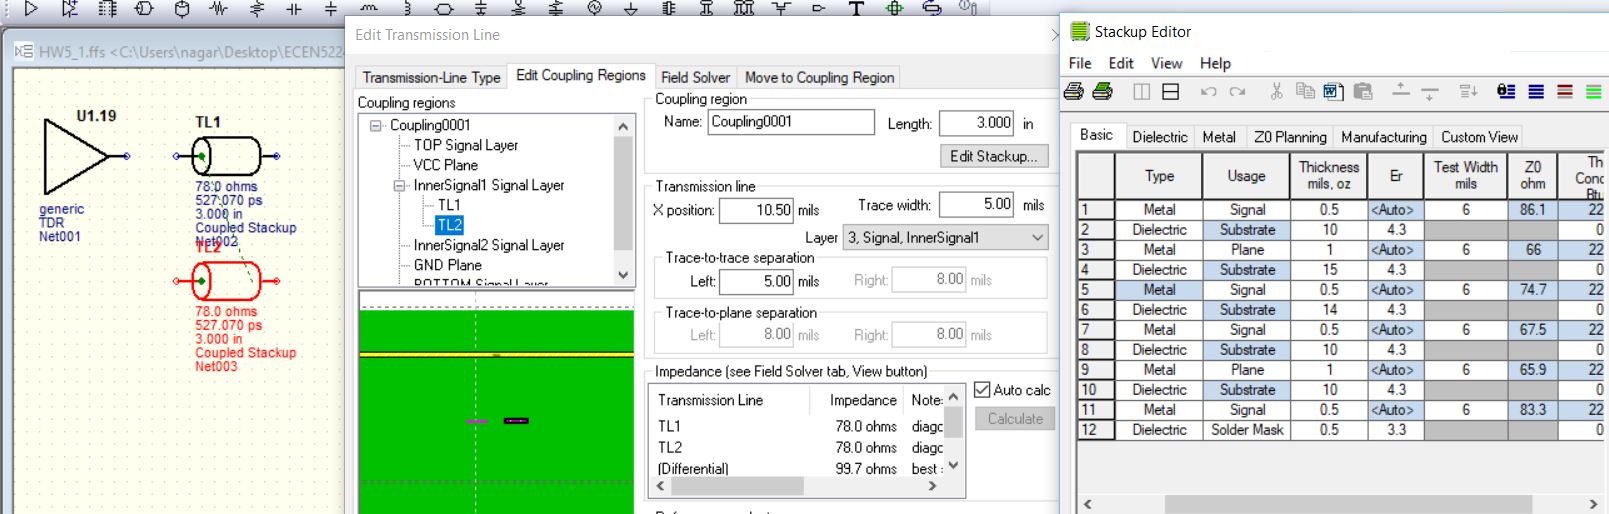 T
HW5_1.ffs <C:\Users\nagar\Desktop\ECEN522
U1.19
generic
TDR
Net001
TL1
78.0 ohms
527.070 ps
3.000 in
Coupled Stackup
Net002
TL2
78.0 ohms
527.070 ps
3.000 in
Coupled Stackup
Net003
Edit Transmission Line
Transmission-Line Type Edit Coupling Regions Field Solver Move to Coupling Region
Coupling regions
Coupling0001
TOP Signal Layer
VCC Plane
InnerSignal1 Signal Layer
TL1
TL2
InnerSignal2 Signal Layer
GND Plane
BOTTOM Signal Layer
Coupling region
Name: Coupling0001 Length: 3.000 in
Edit Stackup...
Transmission line
X position: 10.50 mils Trace width: 5.00 mils
Layer 3, Signal, InnerSignal1
Trace-to-trace separation
Left: 5.00 mils Right: 8.00 mils
Trace-to-plane separation
Left: 8.00 mils Right: 8.00 mils
Impedance (see Field Solver tab, View button)
Transmission Line Impedance Note:
TL1 78.0 ohms diagc
TL2 78.0 ohms diagc
(Differential) 99.7 ohms best :
Auto calc
Calculate
Stackup Editor
File Edit View Help
Basic Dielectric Metal Z0 Planning Manufacturing Custom View
Type Usage Thickness mils, oz Er Test Width mils Z0 ohm Th Conc Btu
1 Metal Signal 0.5 <Auto> 6 86.1 22
2 Dielectric Substrate 10 4.3 0
3 Metal Plane 1 <Auto> 6 66 22
4 Dielectric Substrate 15 4.3 0
5 Metal Signal 0.5 <Auto> 6 74.7 22
6 Dielectric Substrate 14 4.3 0
7 Metal Signal 0.5 <Auto> 6 67.5 22
8 Dielectric Substrate 10 4.3 0
9 Metal Plane 1 <Auto> 6 65.9 22
10 Dielectric Substrate 10 4.3 0
11 Metal Signal 0.5 <Auto> 6 83.3 22
12 Dielectric Solder Mask 0.5 3.3 0